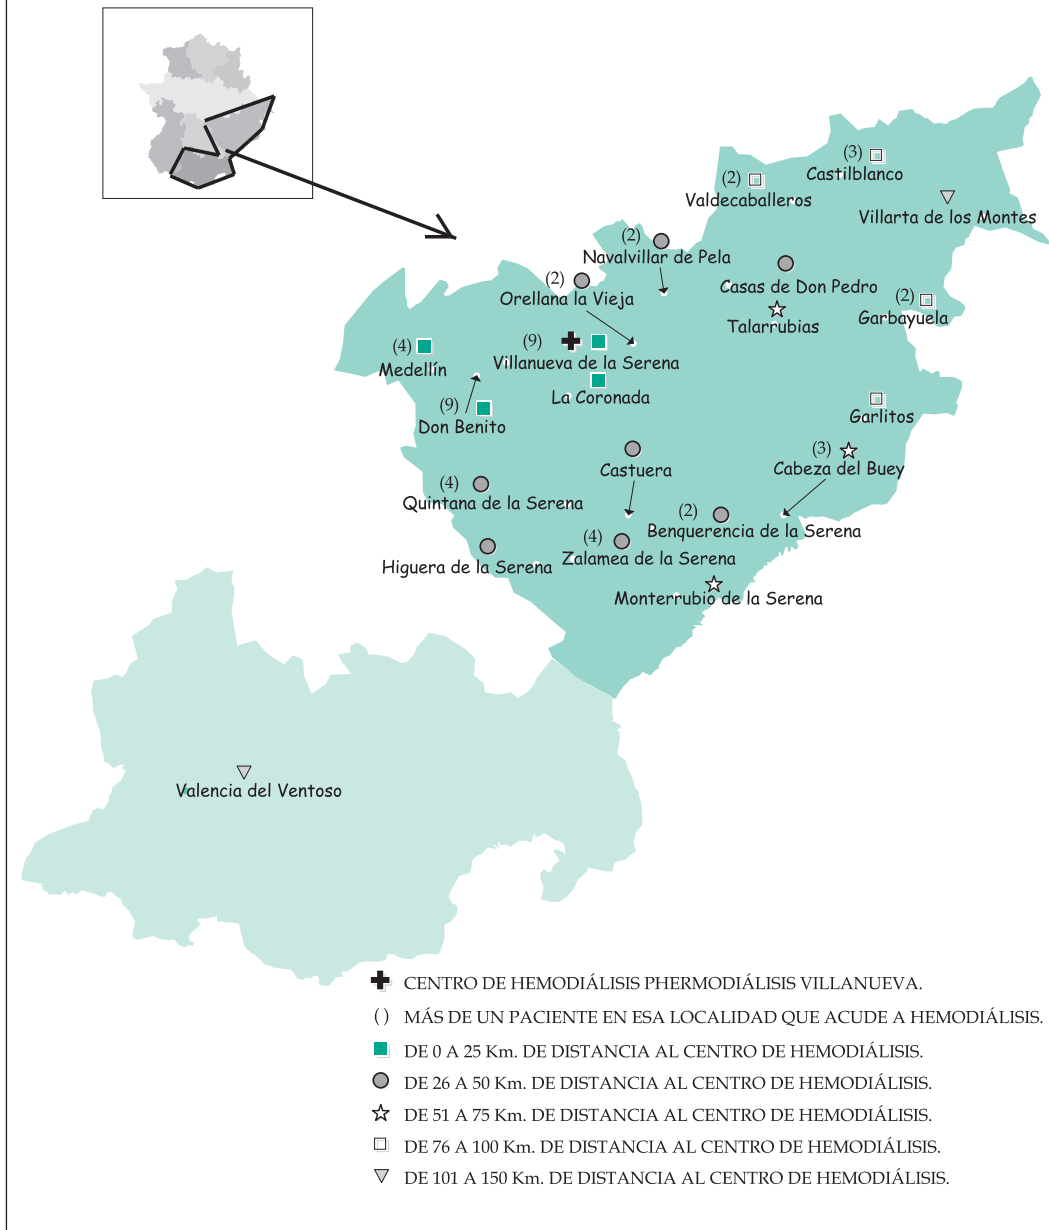 (3)
Castilblanco
(2)
Valdecaballeros
Villarta de los Montes
(2)
Navalvillar de Pela
(2)
Orellana la Vieja
Casas de Don Pedro
Talarrubias
(2)
Garbayuela
(9)
Villanueva de la Serena
(4)
Medellín
La Coronada
(9)
Don Benito
Garlitos
(3)
Cabeza del Buey
Castuera
(4)
Quintana de la Serena
(2)
Benquerencia de la Serena
(4)
Zalamea de la Serena
Higuera de la Serena
Monterrubio de la Serena
Valencia del Ventoso
CENTRO DE HEMODIÁLISIS PHERMODIÁLISIS VILLANUEVA.
( ) MÁS DE UN PACIENTE EN ESA LOCALIDAD QUE ACUDE A HEMODIÁLISIS.
DE 0 A 25 Km. DE DISTANCIA AL CENTRO DE HEMODIÁLISIS.
DE 26 A 50 Km. DE DISTANCIA AL CENTRO DE HEMODIÁLISIS.
DE 51 A 75 Km. DE DISTANCIA AL CENTRO DE HEMODIÁLISIS.
DE 76 A 100 Km. DE DISTANCIA AL CENTRO DE HEMODIÁLISIS.
DE 101 A 150 Km. DE DISTANCIA AL CENTRO DE HEMODIÁLISIS.